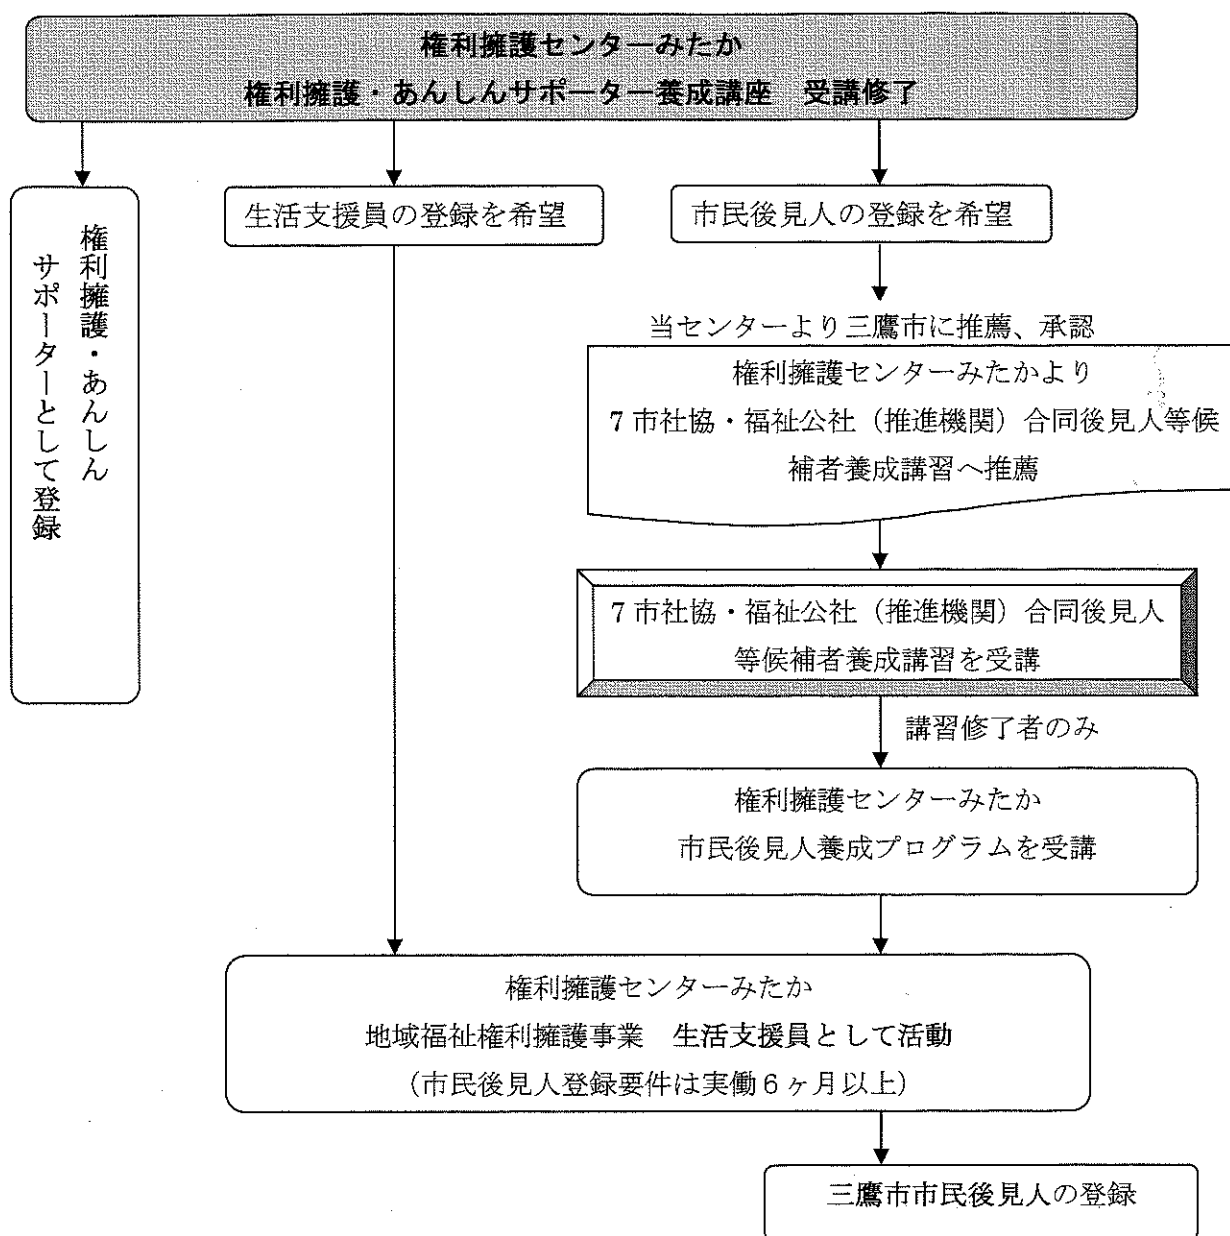 権利擁護センターみたか
権利擁護・あんしんサポーター養成講座　受講修了
権利擁護・あんしん
サポーターとして登録
生活支援員の登録を希望
市民後見人の登録を希望
当センターより三鷹市に推薦、承認
権利擁護センターみたかより
７市社協・福祉公社（推進機関）合同後見人等候
補者養成講習へ推薦
７市社協・福祉公社（推進機関）合同後見人
等候補者養成講習を受講
講習修了者のみ
権利擁護センターみたか
市民後見人養成プログラムを受講
権利擁護センターみたか
地域福祉権利擁護事業　生活支援員として活動
（市民後見人登録要件は実働６ヶ月以上）
三鷹市市民後見人の登録